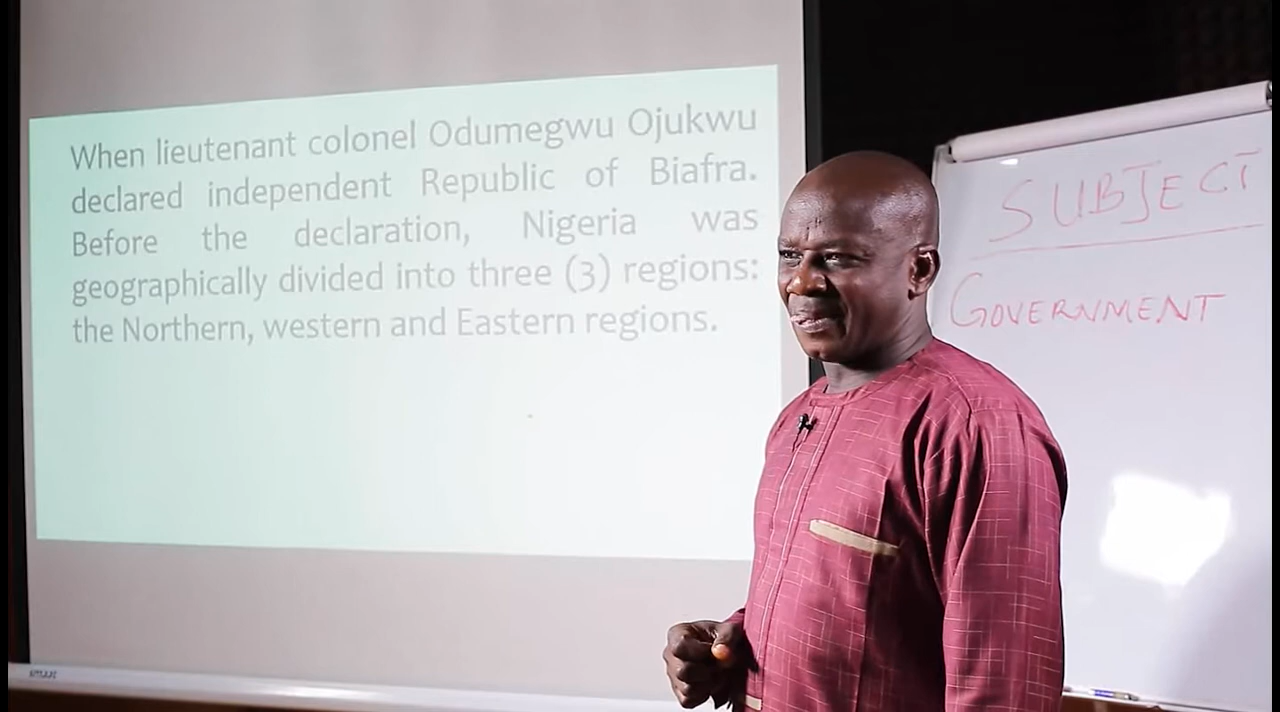 When lieutenant colonel Odumegwu Ojukwu
declared independent Republic of Biafra.
Before the declaration, Nigeria was
geographically divided into three (3) regions:
the Northern, western and Eastern regions.
SUBJECT
GOVERNMENT